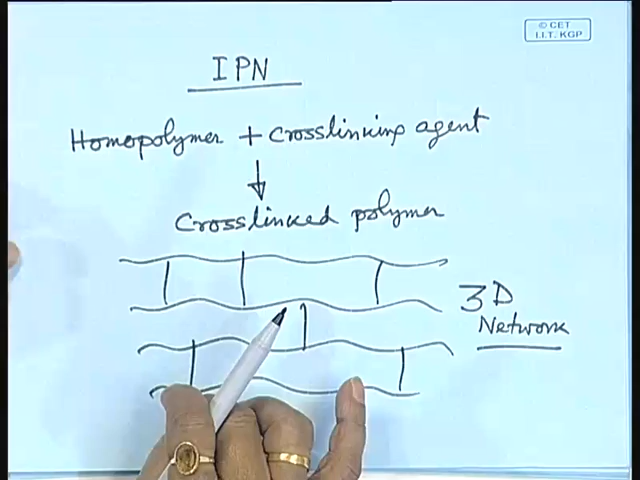 © CET
I.I.T. KGP
IPN
Homopolymer + Crosslinking agent
Crosslinked polymer
3D
Network